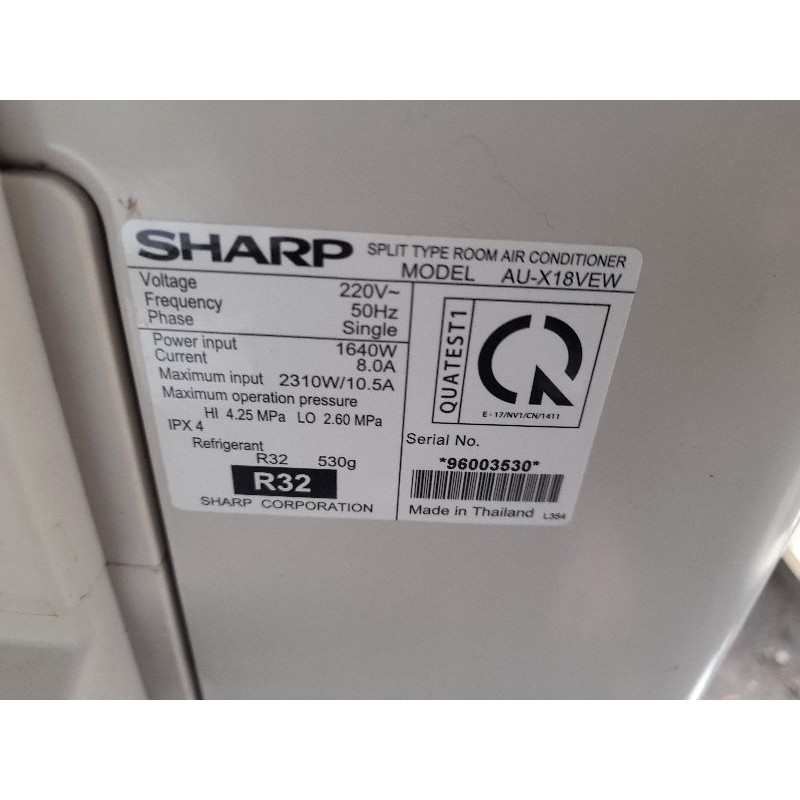 SHARP SPLIT TYPE ROOM AIR CONDITIONER
MODEL AU-X18VEW
Voltage 220V~
Frequency 50Hz
Phase Single
Power input 1640W
Current 8.0A
Maximum input 2310W/10.5A
Maximum operation pressure
HI 4.25 MPa LO 2.60 MPa
IPX4
Refrigerant
R32 530g
R32
SHARP CORPORATION
QUATEST1
E - 17/NV1/CN/1411
Serial No.
*96003530*
Made in Thailand L354